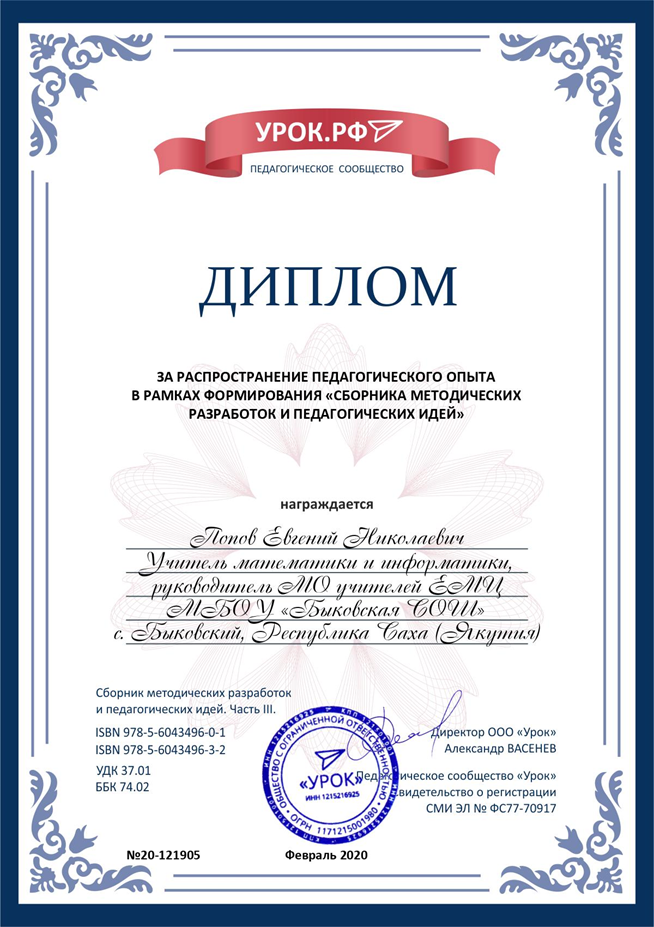 УРОК.РФ
ПЕДАГОГИЧЕСКОЕ СООБЩЕСТВО
ДИПЛОМ
ЗА РАСПРОСТРАНЕНИЕ ПЕДАГОГИЧЕСКОГО ОПЫТА
В РАМКАХ ФОРМИРОВАНИЯ «СБОРНИКА МЕТОДИЧЕСКИХ
РАЗРАБОТОК И ПЕДАГОГИЧЕСКИХ ИДЕЙ»
награждается
Попов Евгений Николаевич
Учитель математики и информатики,
руководитель МО учителей ЕМЦ
МБОУ «Быковская СОШ»
с. Быковский, Республика Саха (Якутия)
Сборник методических разработок
и педагогических идей. Часть III.
ISBN 978-5-6043496-0-1
ISBN 978-5-6043496-3-2
УДК 37.01
ББК 74.02
ОБЩЕСТВО С ОГРАНИЧЕННОЙ ОТВЕТСТВЕННОСТЬЮ
«УРОК»
ИНН 1215216925
ОГРН 1171215001980
Директор ООО «Урок»
Александр ВАСЕНЕВ
Педагогическое сообщество «Урок»
свидетельство о регистрации
СМИ ЭЛ № ФС77-70917
№20-121905
Февраль 2020